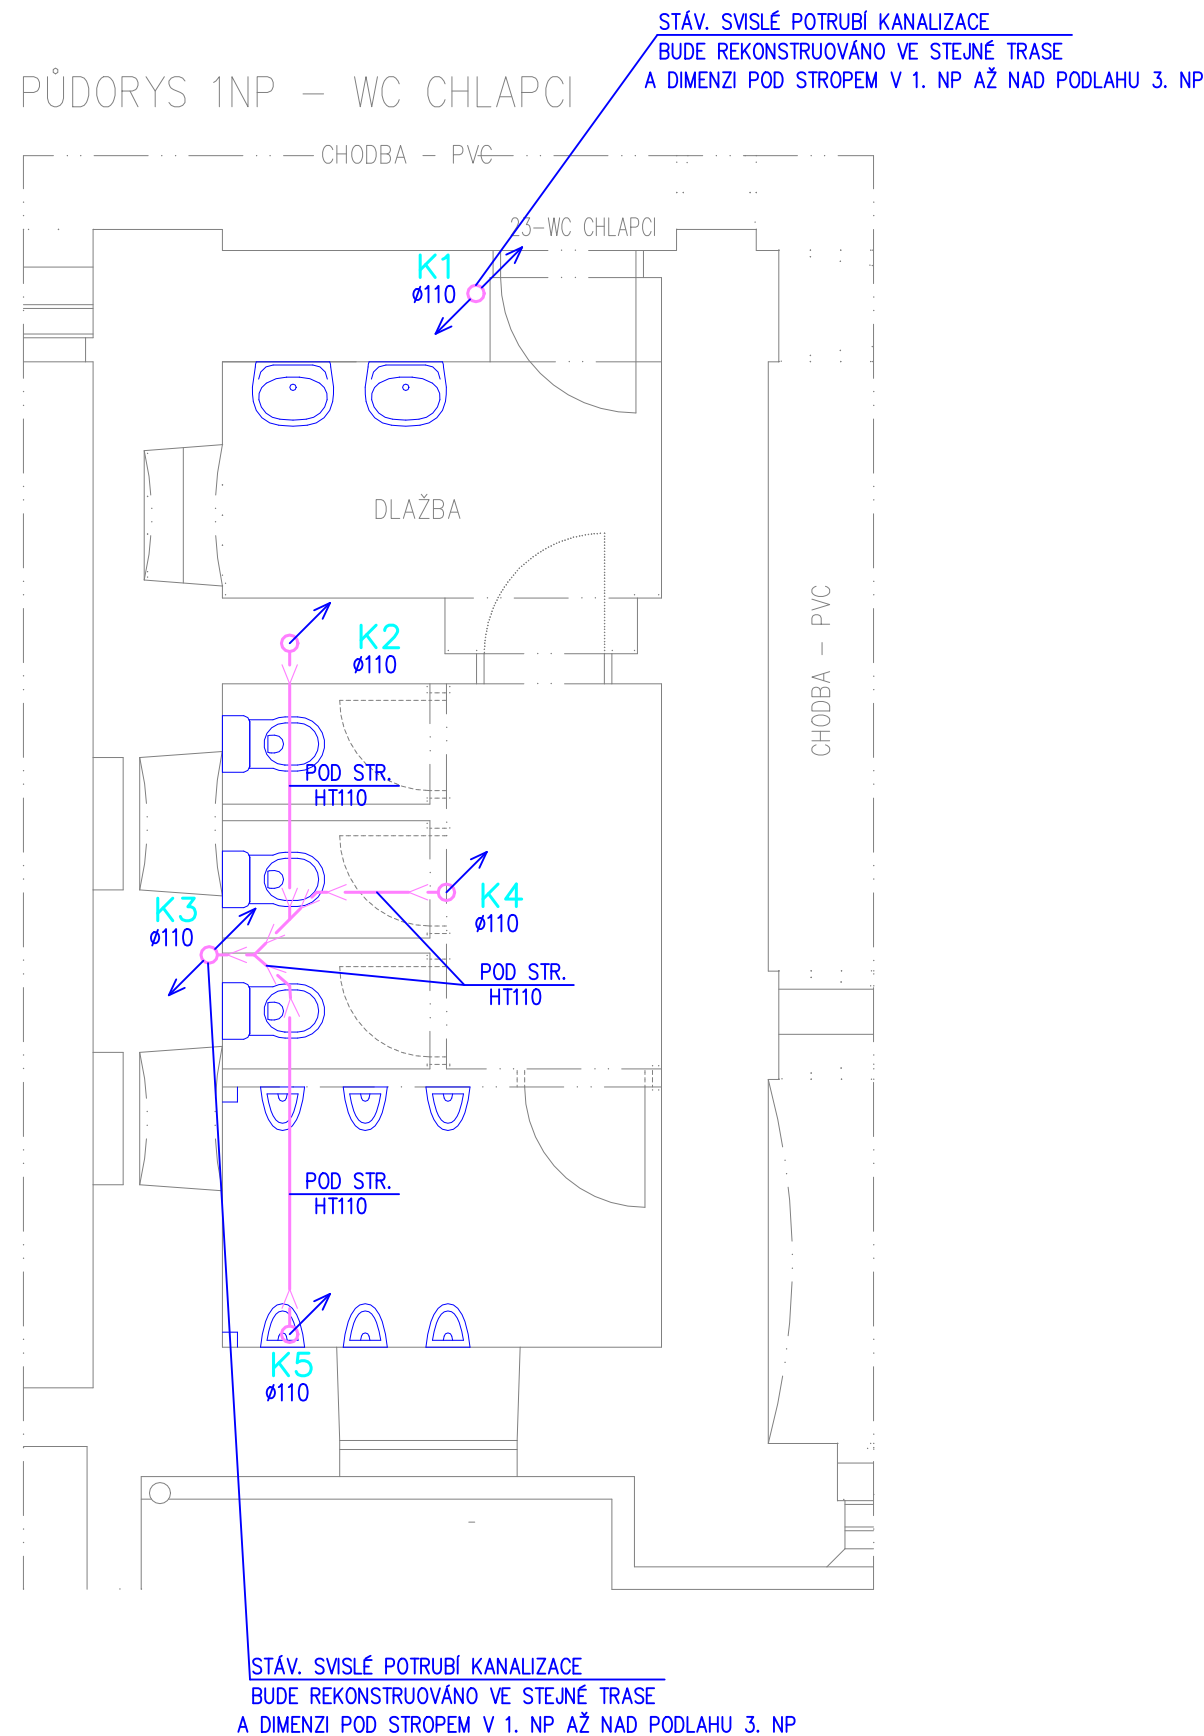 STÁV. SVISLÉ POTRUBÍ KANALIZACE
BUDE REKONSTRUOVÁNO VE STEJNÉ TRASE
A DIMENZI POD STROPEM V 1. NP AŽ NAD PODLAHU 3. NP
PŮDORYS 1NP – WC CHLAPCI
CHODBA – PVC
23–WC CHLAPCI
K1
ø110
DLAŽBA
K2
ø110
CHODBA – PVC
POD STR.
HT110
K3
ø110
K4
ø110
POD STR.
HT110
POD STR.
HT110
K5
ø110
STÁV. SVISLÉ POTRUBÍ KANALIZACE
BUDE REKONSTRUOVÁNO VE STEJNÉ TRASE
A DIMENZI POD STROPEM V 1. NP AŽ NAD PODLAHU 3. NP